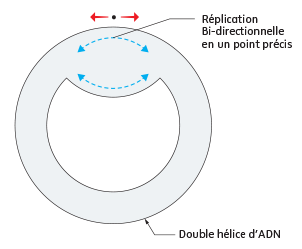 Réplication
Bi-directionnelle
en un point précis
Double hélice d'ADN